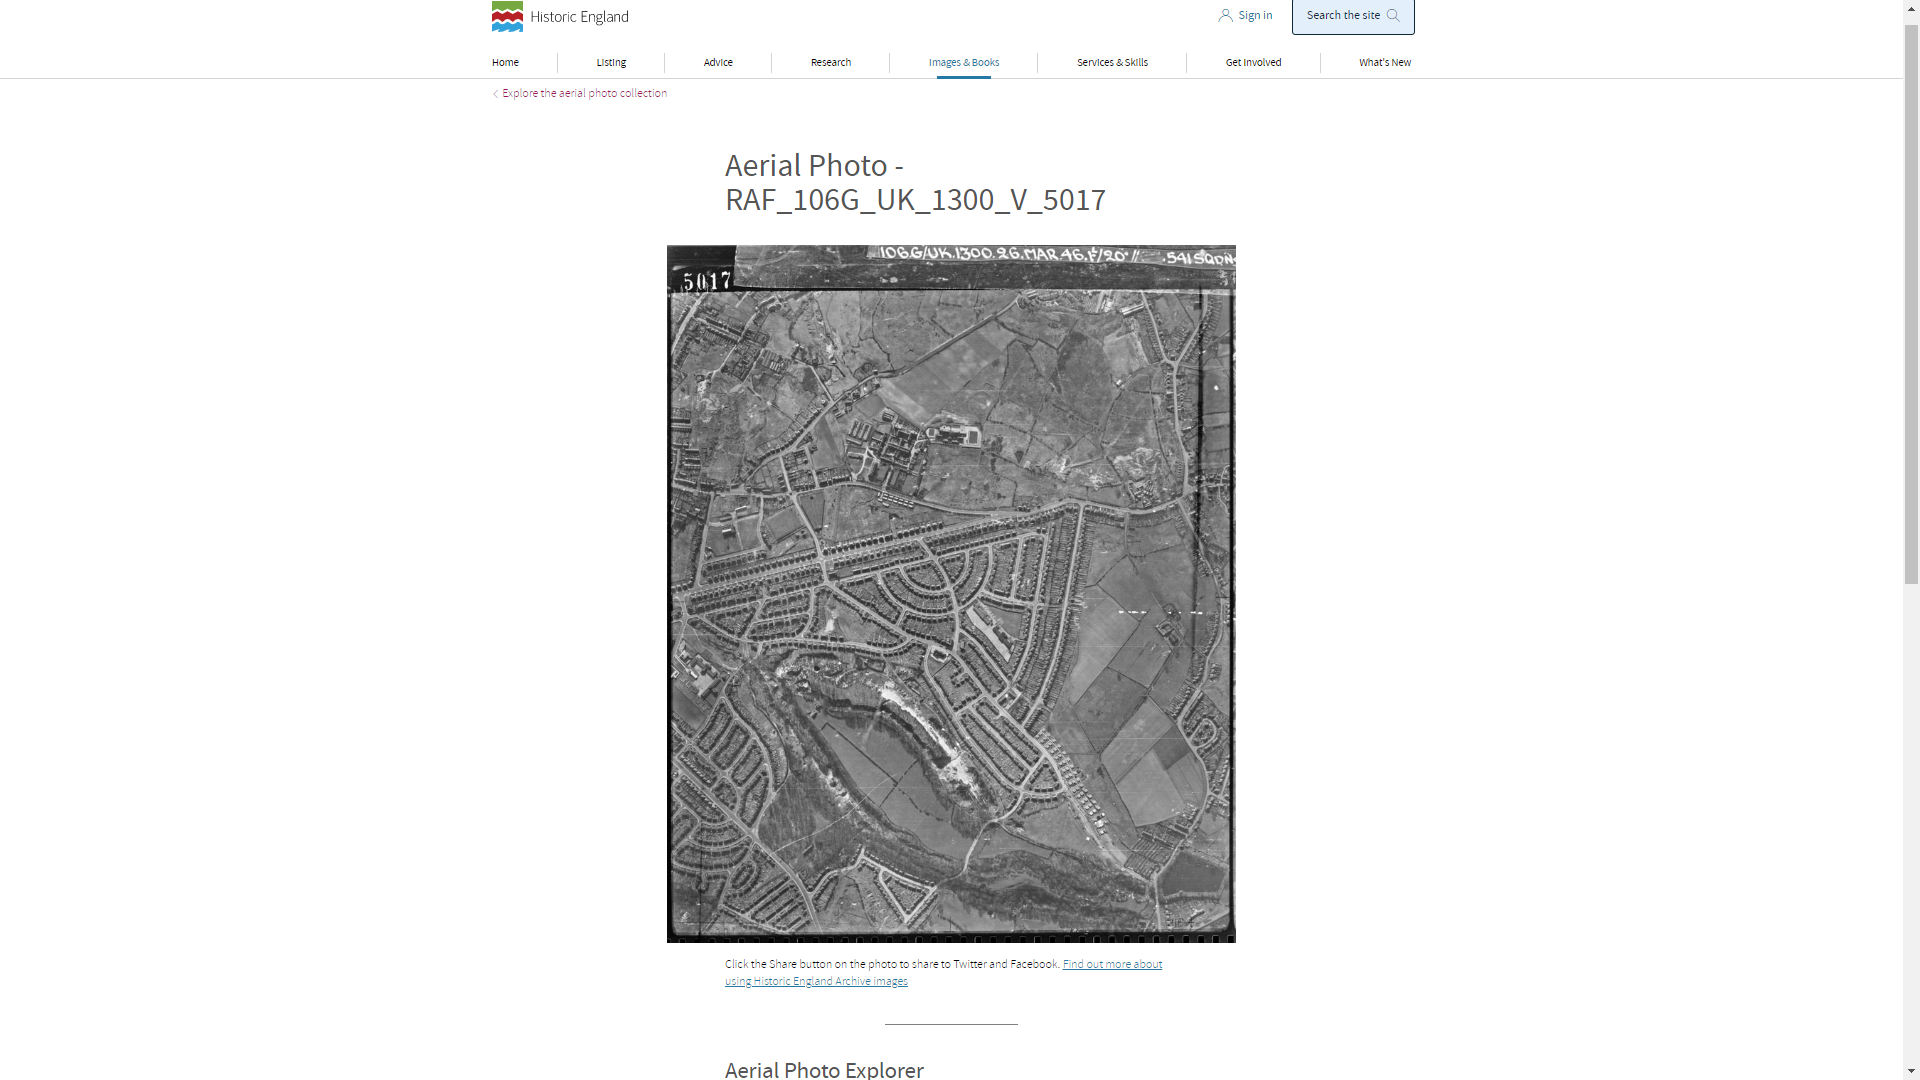 Historic England
Sign in
Search the site
Home
Listing
Advice
Research
Images & Books
Services & Skills
Get Involved
What's New
Explore the aerial photo collection
Aerial Photo -
RAF_106G_UK_1300_V_5017
106G/UK.1300.26.MAR.46.F/20"//
.541SQDN
5017
Click the Share button on the photo to share to Twitter and Facebook. Find out more about
using Historic England Archive images
Aerial Photo Explorer